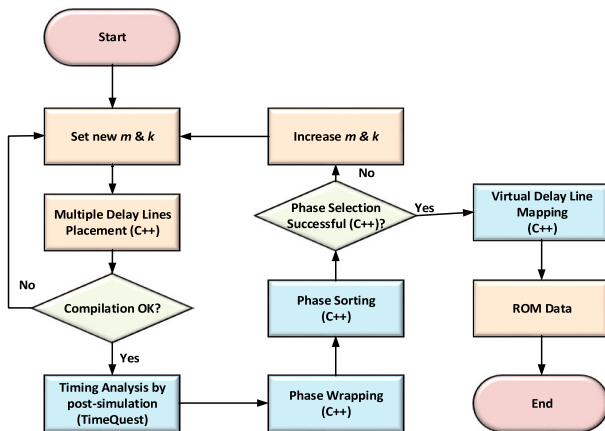 Start
Set new m & k
Increase m & k
No
Multiple Delay Lines
Placement (C++)
Phase Selection
Successful (C++)?
Yes
Virtual Delay Line
Mapping
(C++)
No
Compilation OK?
Phase Sorting
(C++)
ROM Data
Yes
Timing Analysis by
post-simulation
(TimeQuest)
Phase Wrapping
(C++)
End